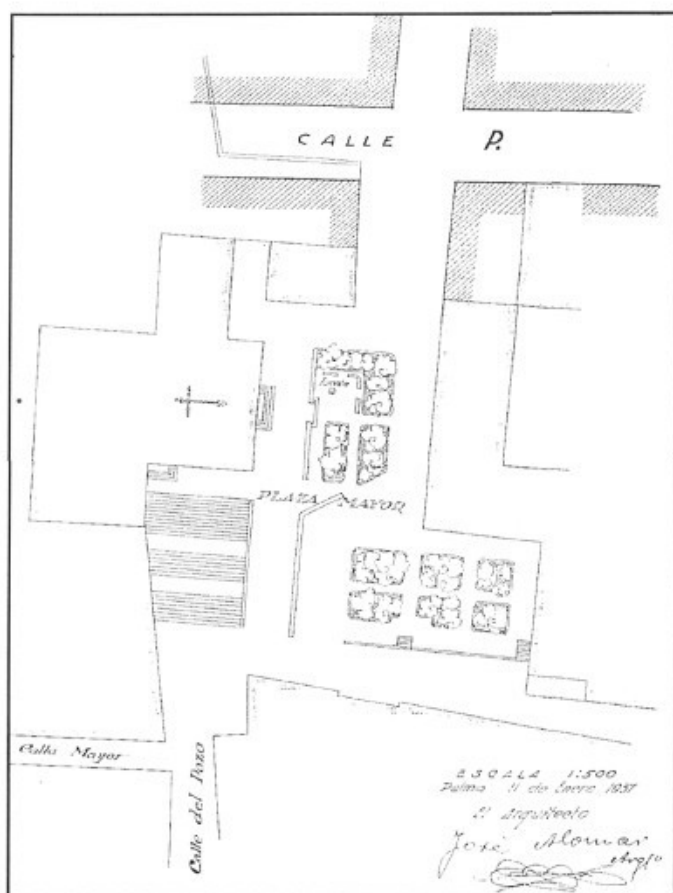 CALLE P.
PLAZA MAYOR
Calle Mayor
Calle del Pozo
ESCALA 1:500
Palma 11 de Enero 1937
El Arquitecto
José Alomar
Arqto